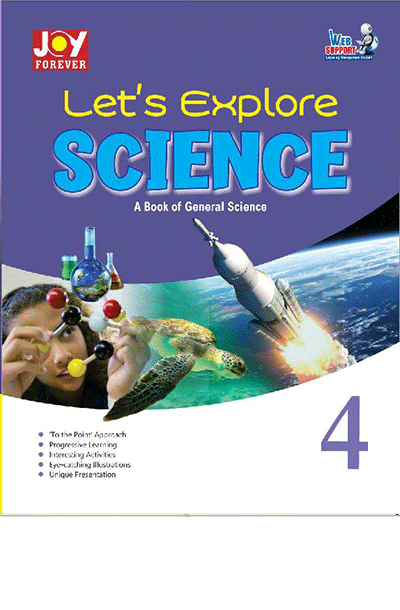 JOY
FOREVER
WEB
SUPPORT
Let's Explore
SCIENCE
A Book of General Science
'To the Point' Approach
Progressive Learning
Interesting Activities
Eye-catching Illustrations
Unique Presentation
4